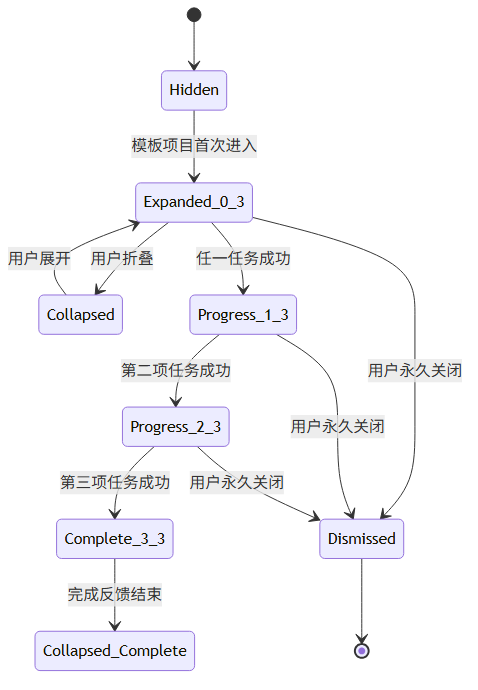 Hidden
模板项目首次进入
Expanded_0_3
用户展开
用户折叠
任一任务成功
Collapsed
Progress_1_3
第二项任务成功
用户永久关闭
Progress_2_3
用户永久关闭
第三项任务成功
用户永久关闭
Complete_3_3
Dismissed
完成反馈结束
Collapsed_Complete